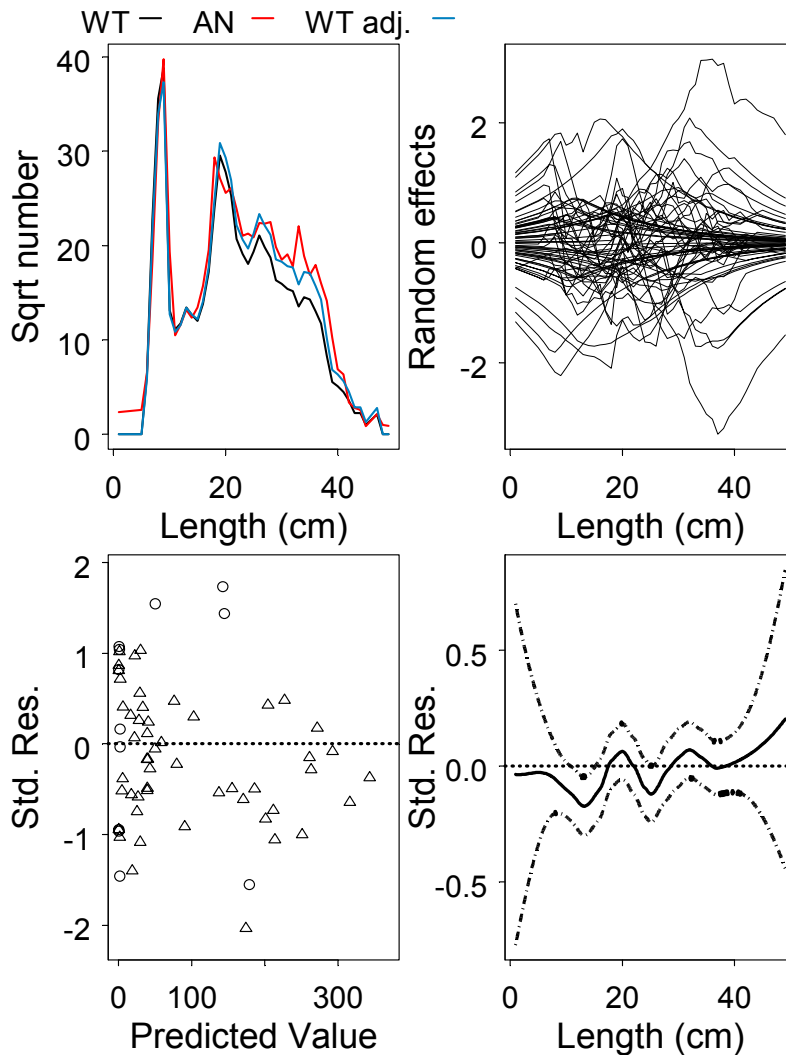 WT AN WT adj.
40
30
20
10
0
Sqrt number
0 20 40
Length (cm)
2
0
-2
Random effects
0 20 40
Length (cm)
2
1
0
-1
-2
Std. Res.
0 100 300
Predicted Value
0.5
0.0
-0.5
Std. Res.
0 20 40
Length (cm)